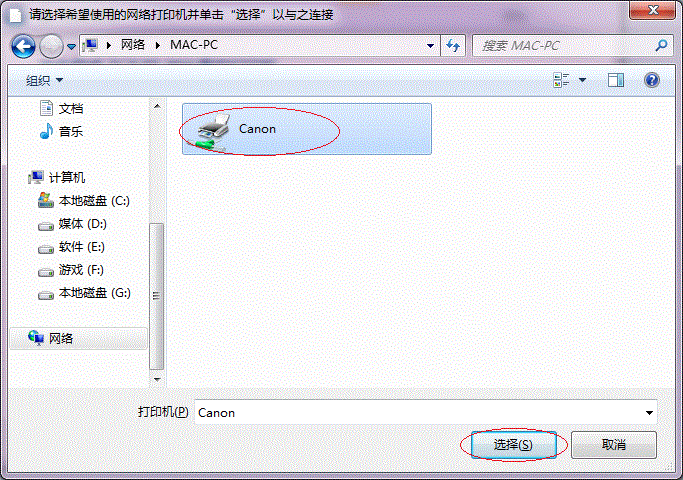 请选择希望使用的网络打印机并单击“选择”以与之连接
网络 MAC-PC
搜索 MAC-PC
组织
文档
音乐
Canon
计算机
本地磁盘 (C:)
媒体 (D:)
软件 (E:)
游戏 (F:)
本地磁盘 (G:)
网络
打印机(P) Canon
选择(S) 取消